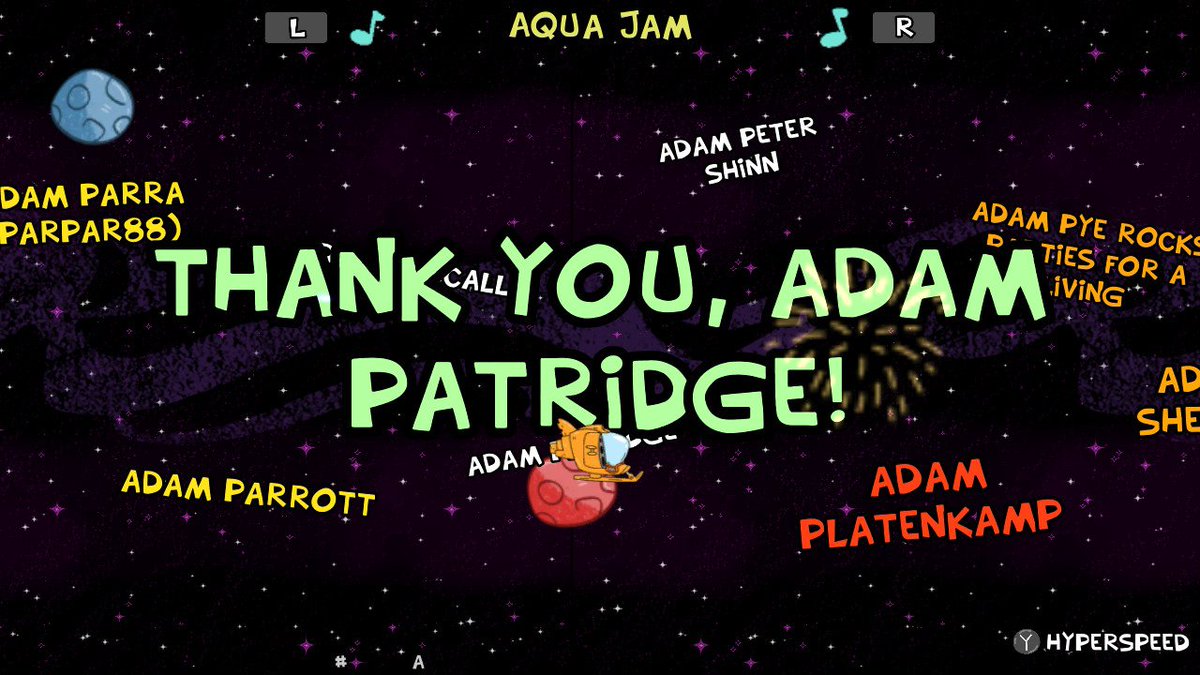 L
AQUA JAM
R
ADAM PETER
SHINN
DAM PARRA
PARPAR88)
ADAM PYE ROCKS
FOR A
LIVING
CALL
THANK YOU, ADAM
PATRIDGE!
AD
SHE
ADAM
ADAM PARROTT
ADAM
PLATENKAMP
Y HYPERSPEED
# A